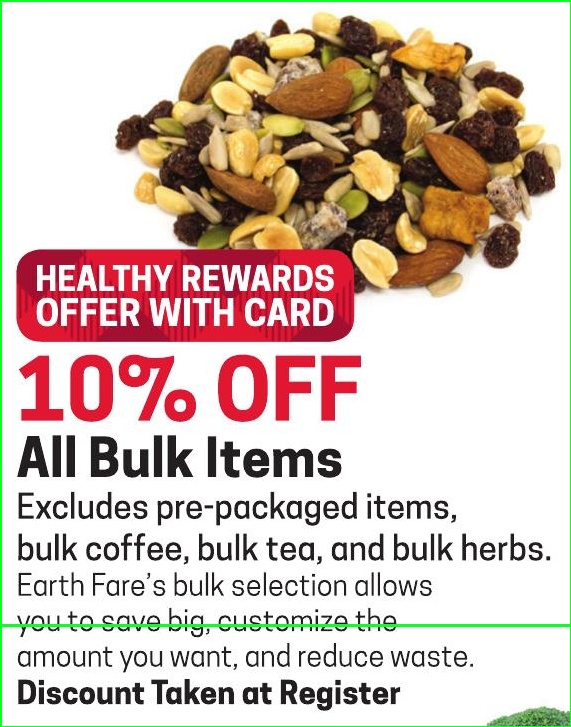 HEALTHY REWARDS
OFFER WITH CARD
10% OFF
All Bulk Items
Excludes pre-packaged items,
bulk coffee, bulk tea, and bulk herbs.
Earth Fare's bulk selection allows
you to save big, customize the
amount you want, and reduce waste.
Discount Taken at Register